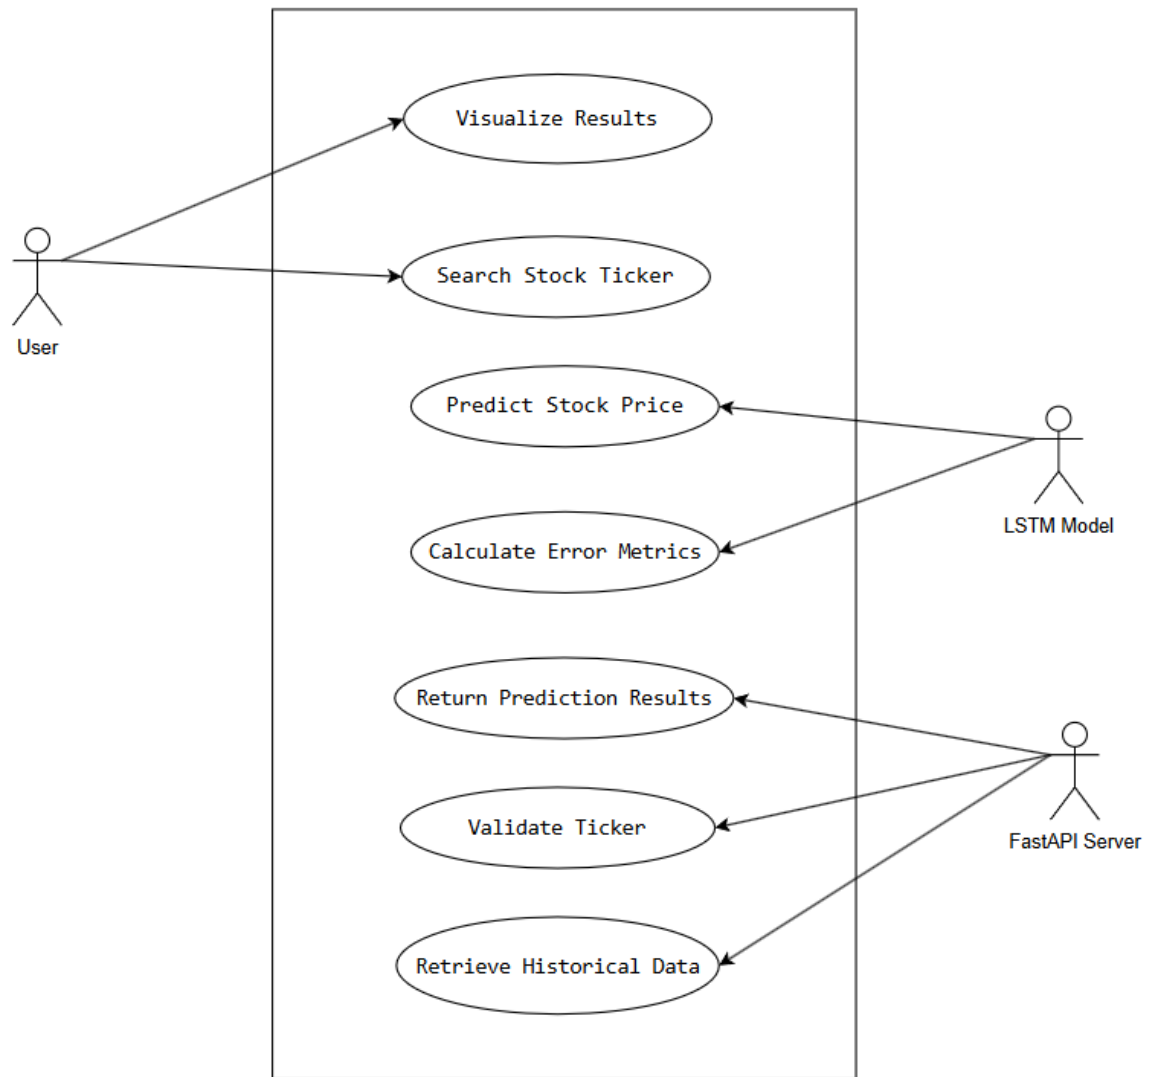 Visualize Results
Search Stock Ticker
User
Predict Stock Price
LSTM Model
Calculate Error Metrics
Return Prediction Results
Validate Ticker
FastAPI Server
Retrieve Historical Data